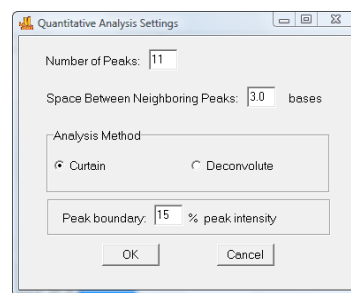 Quantitative Analysis Settings
Number of Peaks: 11
Space Between Neighboring Peaks: 3.0 bases
Analysis Method
Curtain Deconvolute
Peak boundary: 15 % peak intensity
OK Cancel